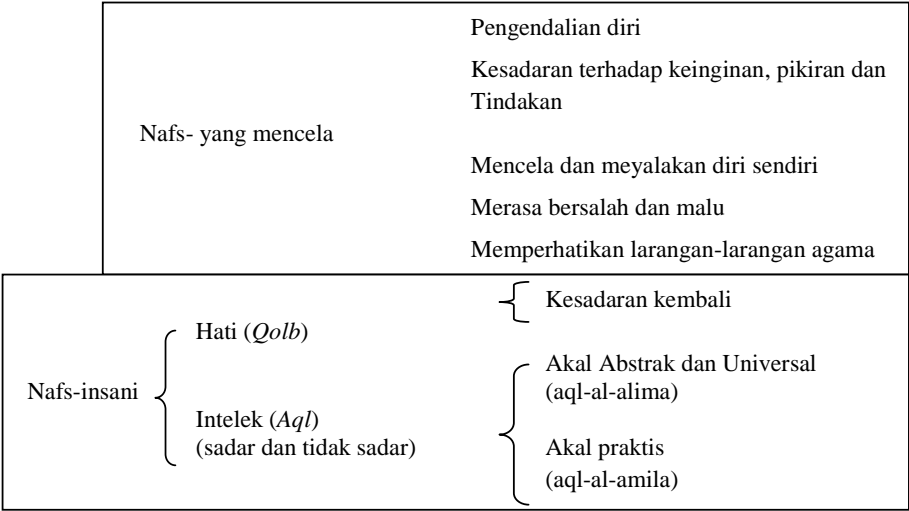 Pengendalian diri
Kesadaran terhadap keinginan, pikiran dan
Tindakan
Nafs- yang mencela
Mencela dan meyalakan diri sendiri
Merasa bersalah dan malu
Memperhatikan larangan-larangan agama
Kesadaran kembali
Hati (Qolb)
Akal Abstrak dan Universal
(aql-al-alima)
Nafs-insani
Intelek (Aql)
(sadar dan tidak sadar)
Akal praktis
(aql-al-amila)